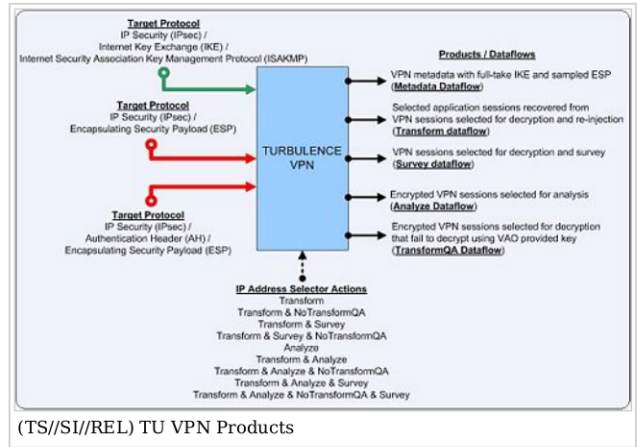 Target Protocol
IP Security (IPsec) /
Internet Key Exchange (IKE) /
Internet Security Association Key Management Protocol (ISAKMP)
Target Protocol
IP Security (IPsec) /
Encapsulating Security Payload (ESP)
Target Protocol
IP Security (IPsec) /
Authentication Header (AH) /
Encapsulating Security Payload (ESP)
TURBULENCE
VPN
Products / Dataflows
VPN metadata with full-take IKE and sampled ESP
(Metadata Dataflow)
Selected application sessions recovered from
VPN sessions selected for decryption and re-injection
(Transform dataflow)
VPN sessions selected for decryption and survey
(Survey dataflow)
Encrypted VPN sessions selected for analysis
(Analyze Dataflow)
Encrypted VPN sessions selected for decryption
that fail to decrypt using VAO provided key
(TransformQA Dataflow)
IP Address Selector Actions
Transform
Transform & NoTransformQA
Transform & Survey
Transform & Survey & NoTransformQA
Analyze
Transform & Analyze
Transform & Analyze & NoTransformQA
Transform & Analyze & Survey
Transform & Analyze & NoTransformQA & Survey
(TS//SI//REL) TU VPN Products